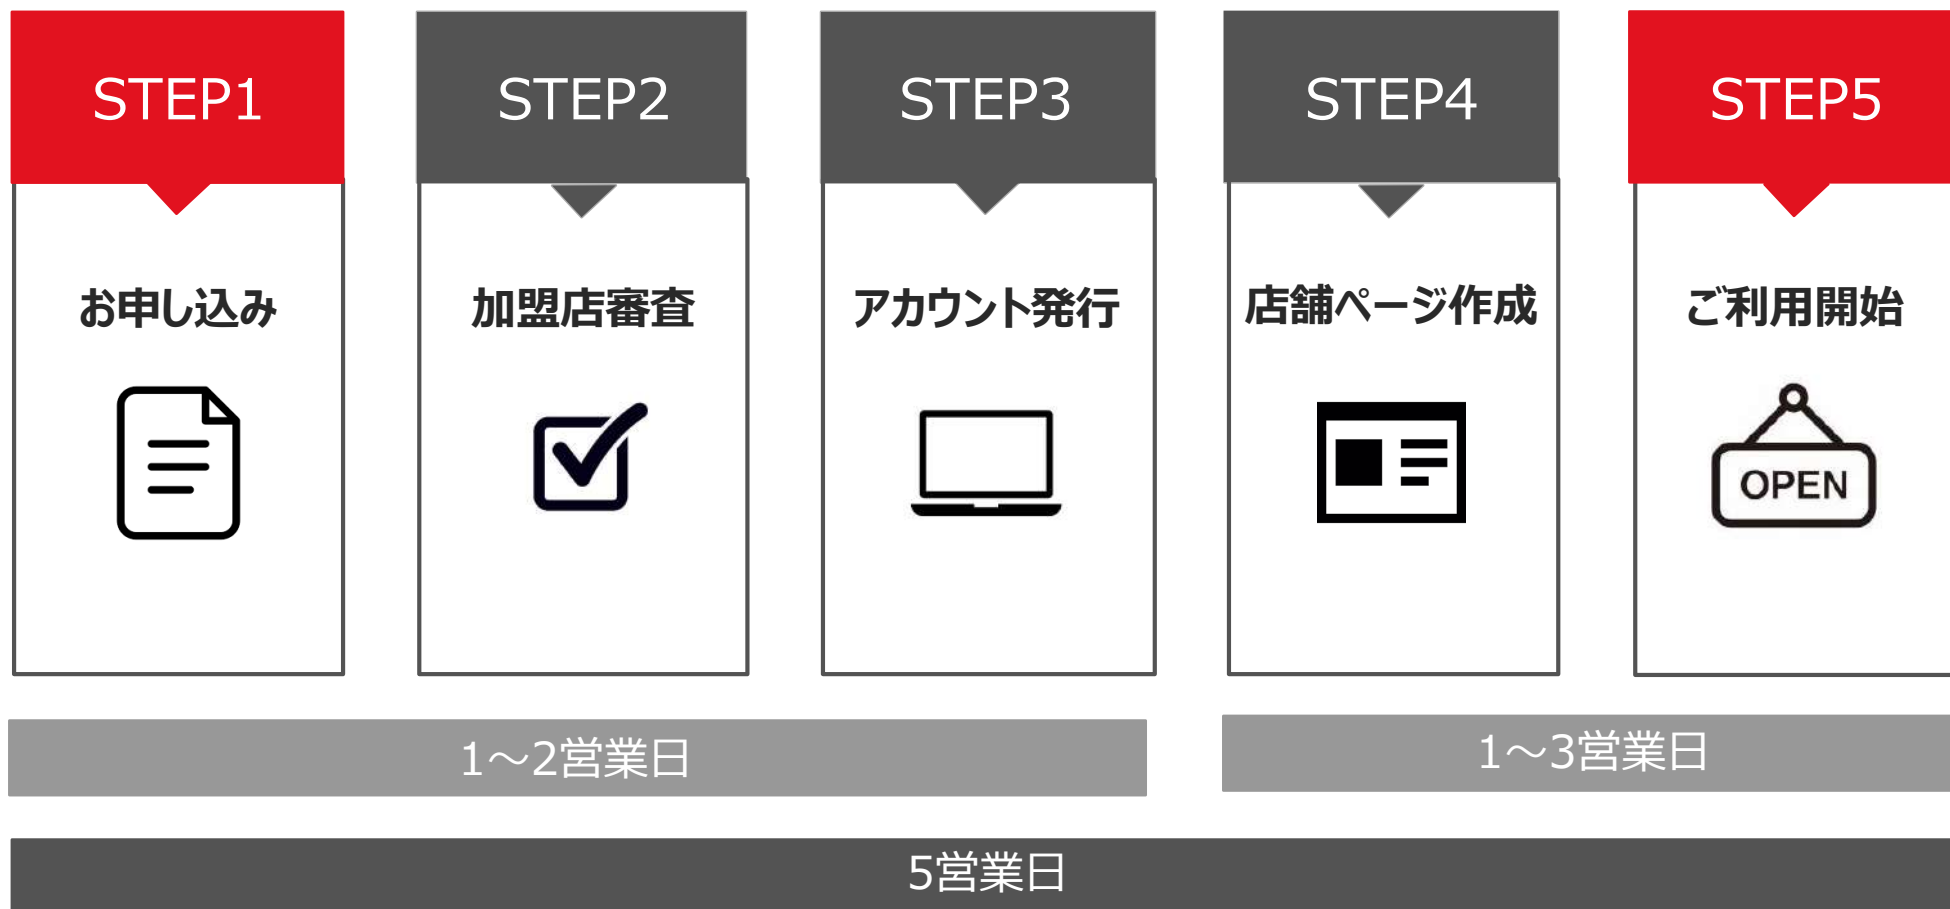 STEP1
お申し込み
STEP2
加盟店審査
STEP3
アカウント発行
STEP4
店舗ページ作成
STEP5
ご利用開始
OPEN
1～2営業日
1～3営業日
5営業日